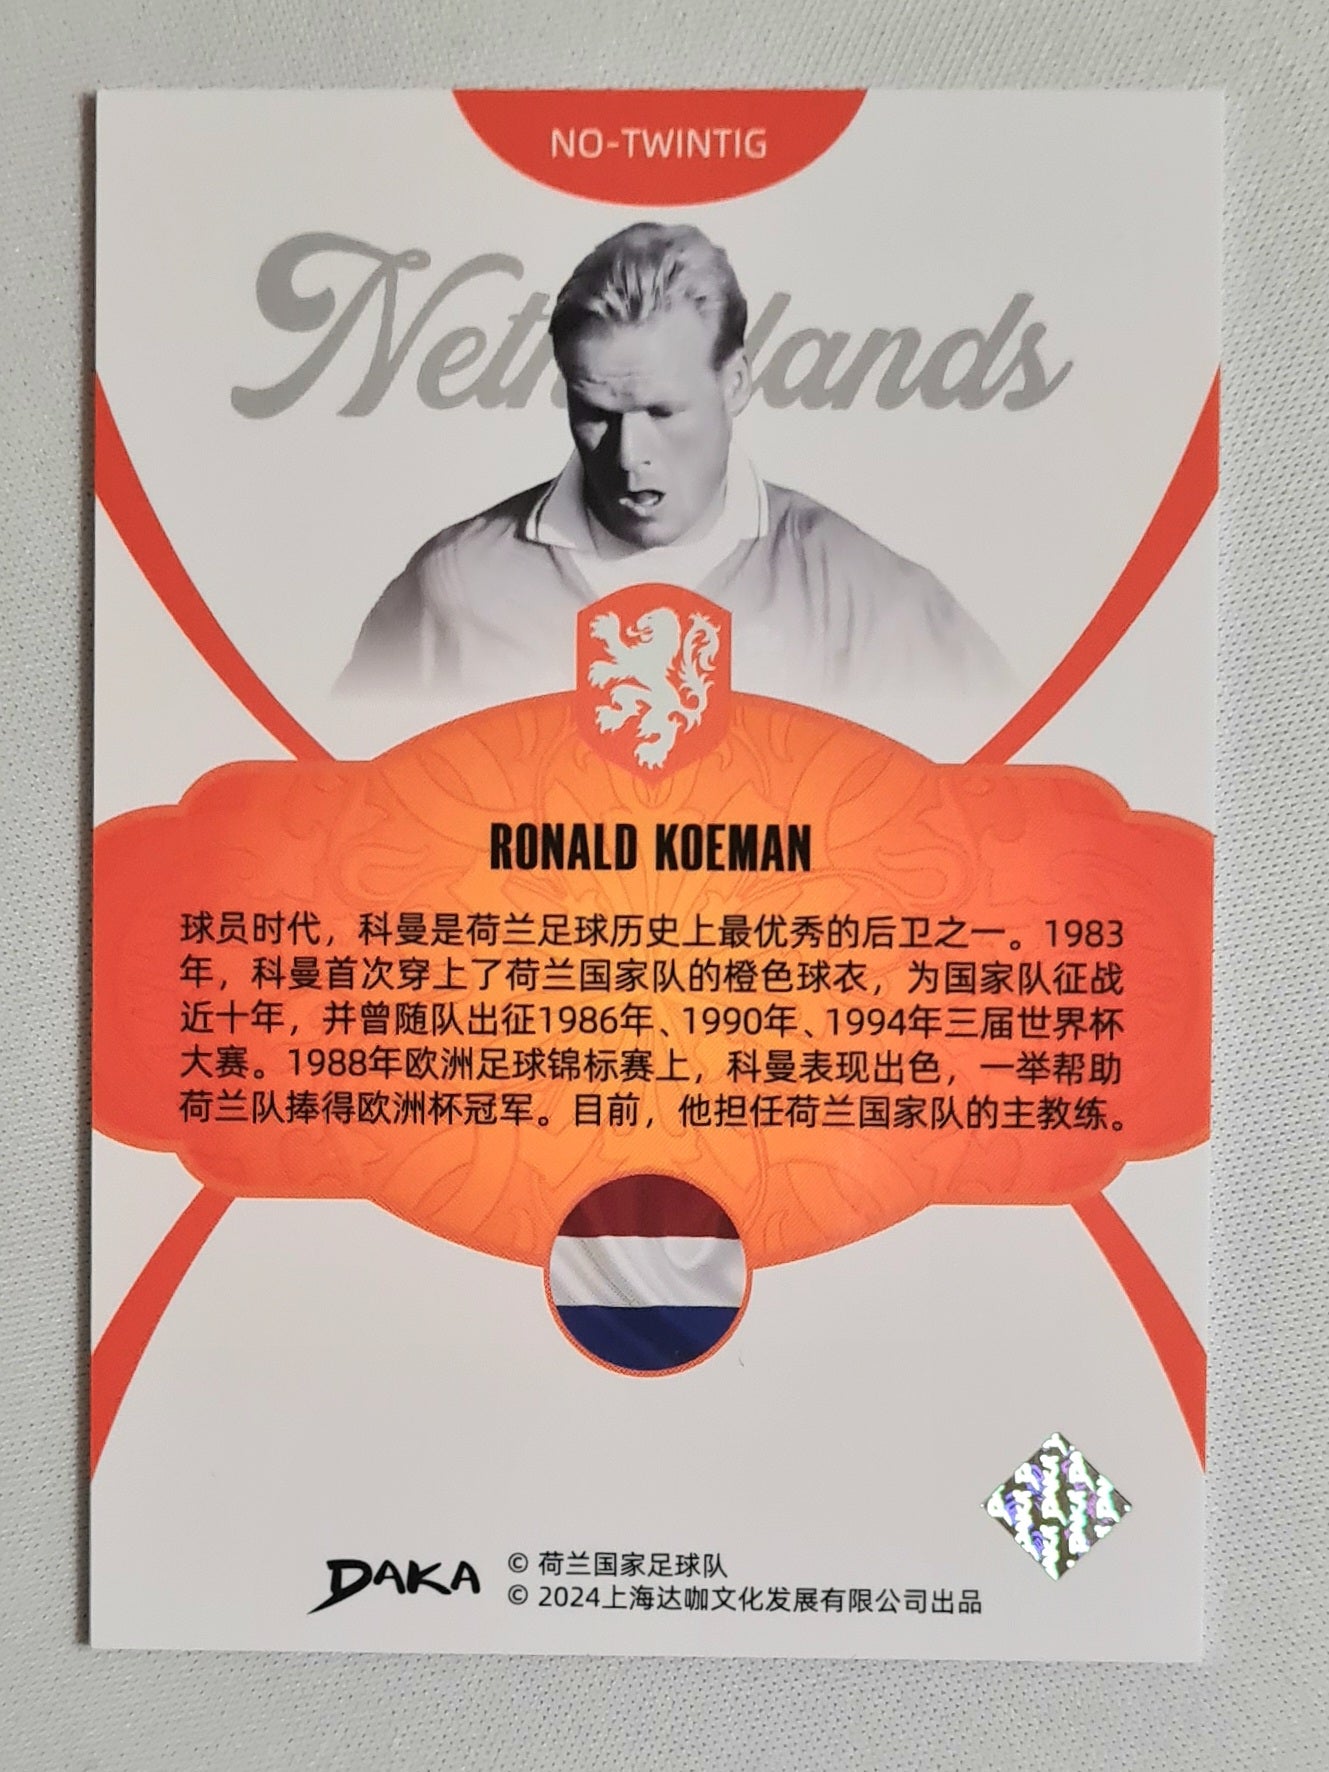 NO-TWINTIG
Netherlands
RONALD KOEMAN
球员时代，科曼是荷兰足球历史上最优秀的后卫之一。1983
年，科曼首次穿上了荷兰国家队的橙色球衣，为国家队征战
近十年，并曾随队出征1986年、1990年、1994年三届世界杯
大赛。1988年欧洲足球锦标赛上，科曼表现出色，一举帮助
荷兰队捧得欧洲杯冠军。目前，他担任荷兰国家队的主教练。
DAKA
© 荷兰国家足球队
© 2024上海达咖文化发展有限公司出品